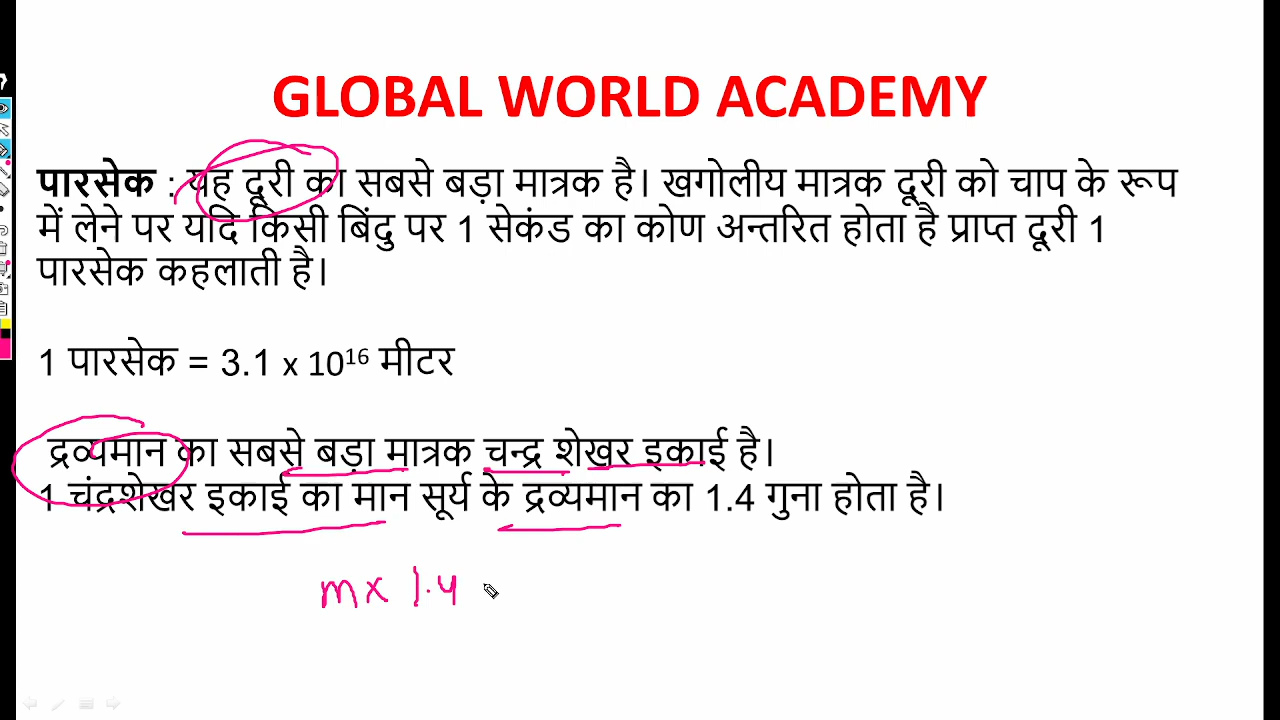 GLOBAL WORLD ACADEMY
पारसेक : यह दूरी का सबसे बड़ा मात्रक है। खगोलीय मात्रक दूरी को चाप के रूप
में लेने पर यदि किसी बिंदु पर 1 सेकंड का कोण अन्तरित होता है प्राप्त दूरी 1
पारसेक कहलाती है।
1 पारसेक = 3.1 x 10¹⁶ मीटर
द्रव्यमान का सबसे बड़ा मात्रक चन्द्र शेखर इकाई है।
1 चंद्रशेखर इकाई का मान सूर्य के द्रव्यमान का 1.4 गुना होता है।
m x 1.4